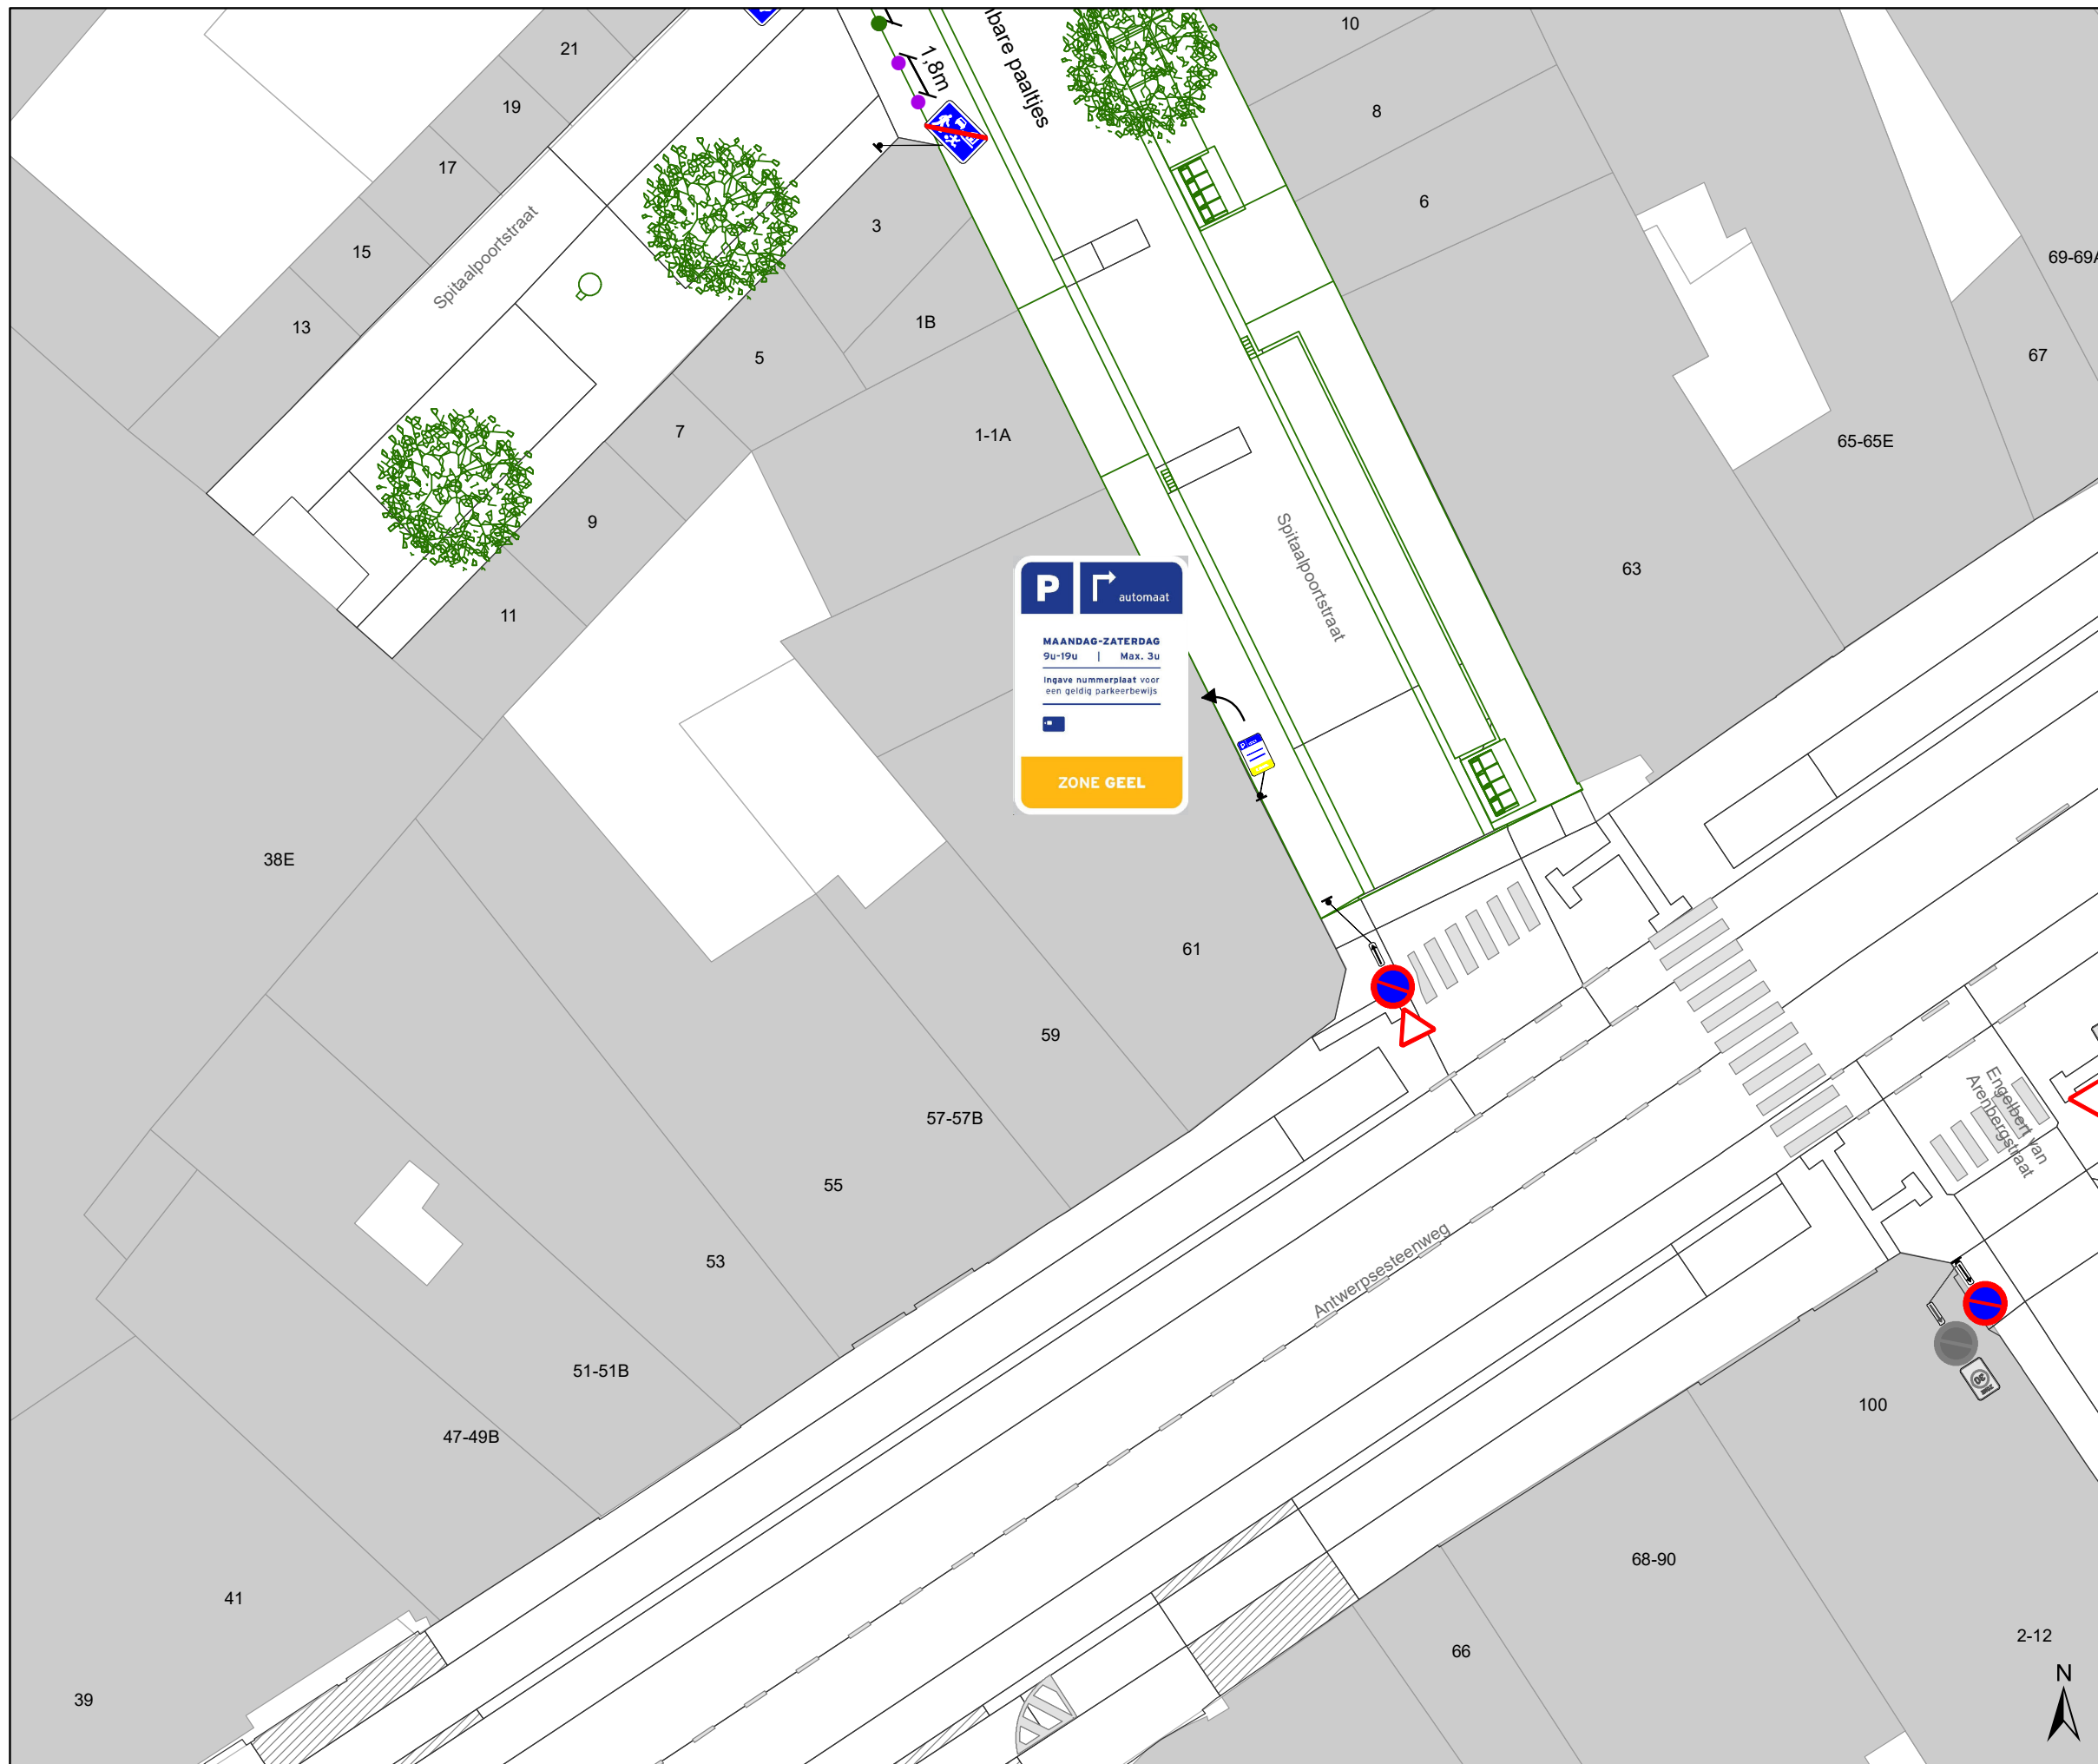 21
19
17
15
13
Spitaalpoortstraat
1,8m
bare paaltjes
10
8
6
3
1B
5
7
9
11
1-1A
69-69A
67
65-65E
63
Spitaalpoortstraat
P
automaat
MAANDAG-ZATERDAG
9u-19u | Max. 3u
Ingave nummerplaat voor
een geldig parkeerbewijs
ZONE GEEL
38E
61
59
57-57B
55
53
51-51B
47-49B
41
39
Antwerpsesteenweg
Engelbert van
Arenbergstraat
30
100
68-90
66
2-12
N